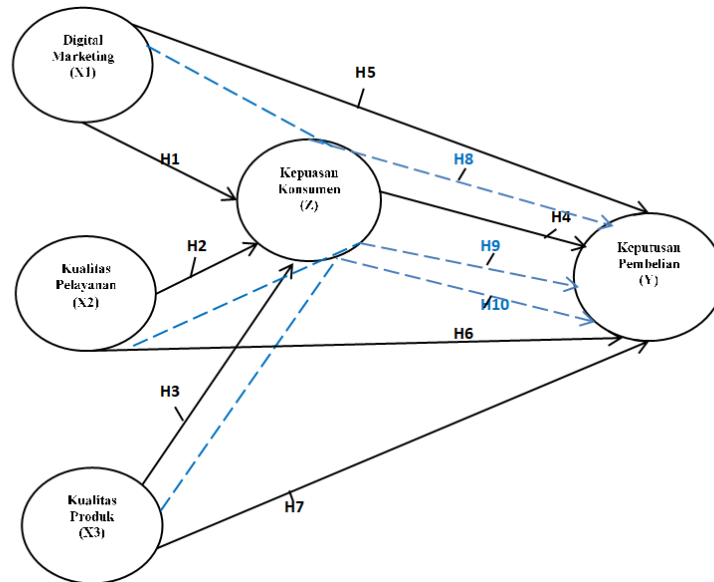 Digital
Marketing
(X1)
H5
H1
Kepuasan
Konsumen
(Z)
H8
H4
H2
Kualitas
Pelayanan
(X2)
H9
H10
Keputusan
Pembelian
(Y)
H6
H3
Kualitas
Produk
(X3)
H7